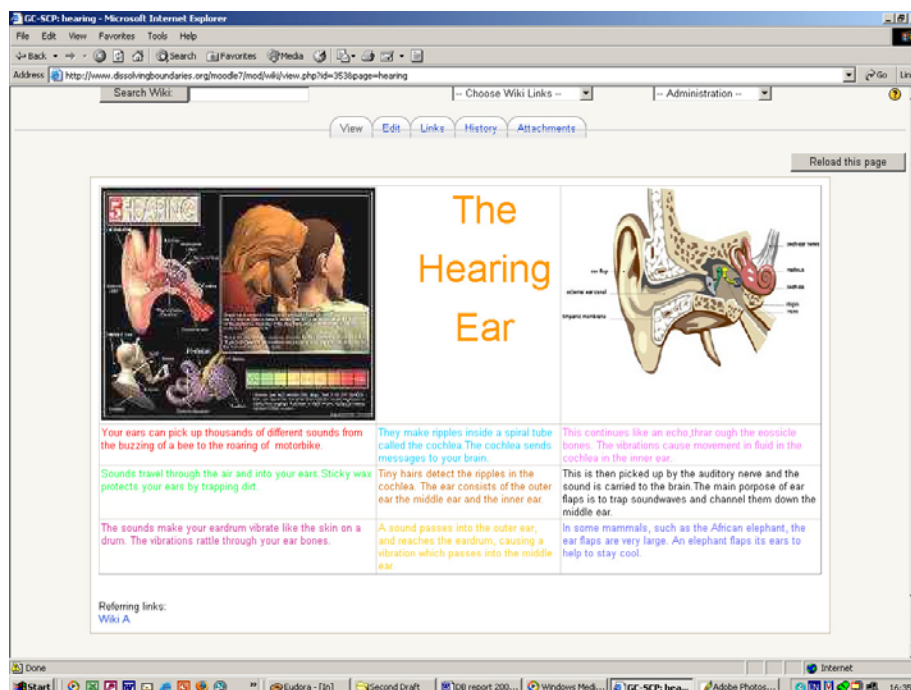 GC-SCP: hearing - Microsoft Internet Explorer
File Edit View Favorites Tools Help
Back Search Favorites Media
Address http://www.dissolvingboundaries.org/moodle7/mod/wiki/view.php?id=353&page=hearing Go
Search Wiki: -- Choose Wiki Links -- -- Administration --
View Edit Links History Attachments
Reload this page
5 HEARING
The
Hearing
Ear
ear flap
external ear canal
tympanic membrane
cochlea
Your ears can pick up thousands of different sounds from
the buzzing of a bee to the roaring of motorbike.
They make ripples inside a spiral tube
called the cochlea.The cochlea sends
messages to your brain.
This continues like an echo,thrar ough the eossicle
bones. The vibrations cause movement in fluid in the
cochlea in the inner ear.
Sounds travel through the air and into your ears.Sticky wax
protects your ears by trapping dirt.
Tiny hairs detect the ripples in the
cochlea. The ear consists of the outer
ear the middle ear and the inner ear.
This is then picked up by the auditory nerve and the
sound is carried to the brain.The main porpose of ear
flaps is to trap soundwaves and channel them down the
middle ear.
The sounds make your eardrum vibrate like the skin on a
drum. The vibrations rattle through your ear bones.
A sound passes into the outer ear,
and reaches the eardrum, causing a
vibration which passes into the middle
ear.
In some mammals, such as the African elephant, the
ear flaps are very large. An elephant flaps its ears to
help to stay cool.
Referring links:
Wiki A
Done Internet
Start Eudora - [In] Second Draft DB report 200... Windows Medi... GC-SCP: hea... Adobe Photos... 16:35